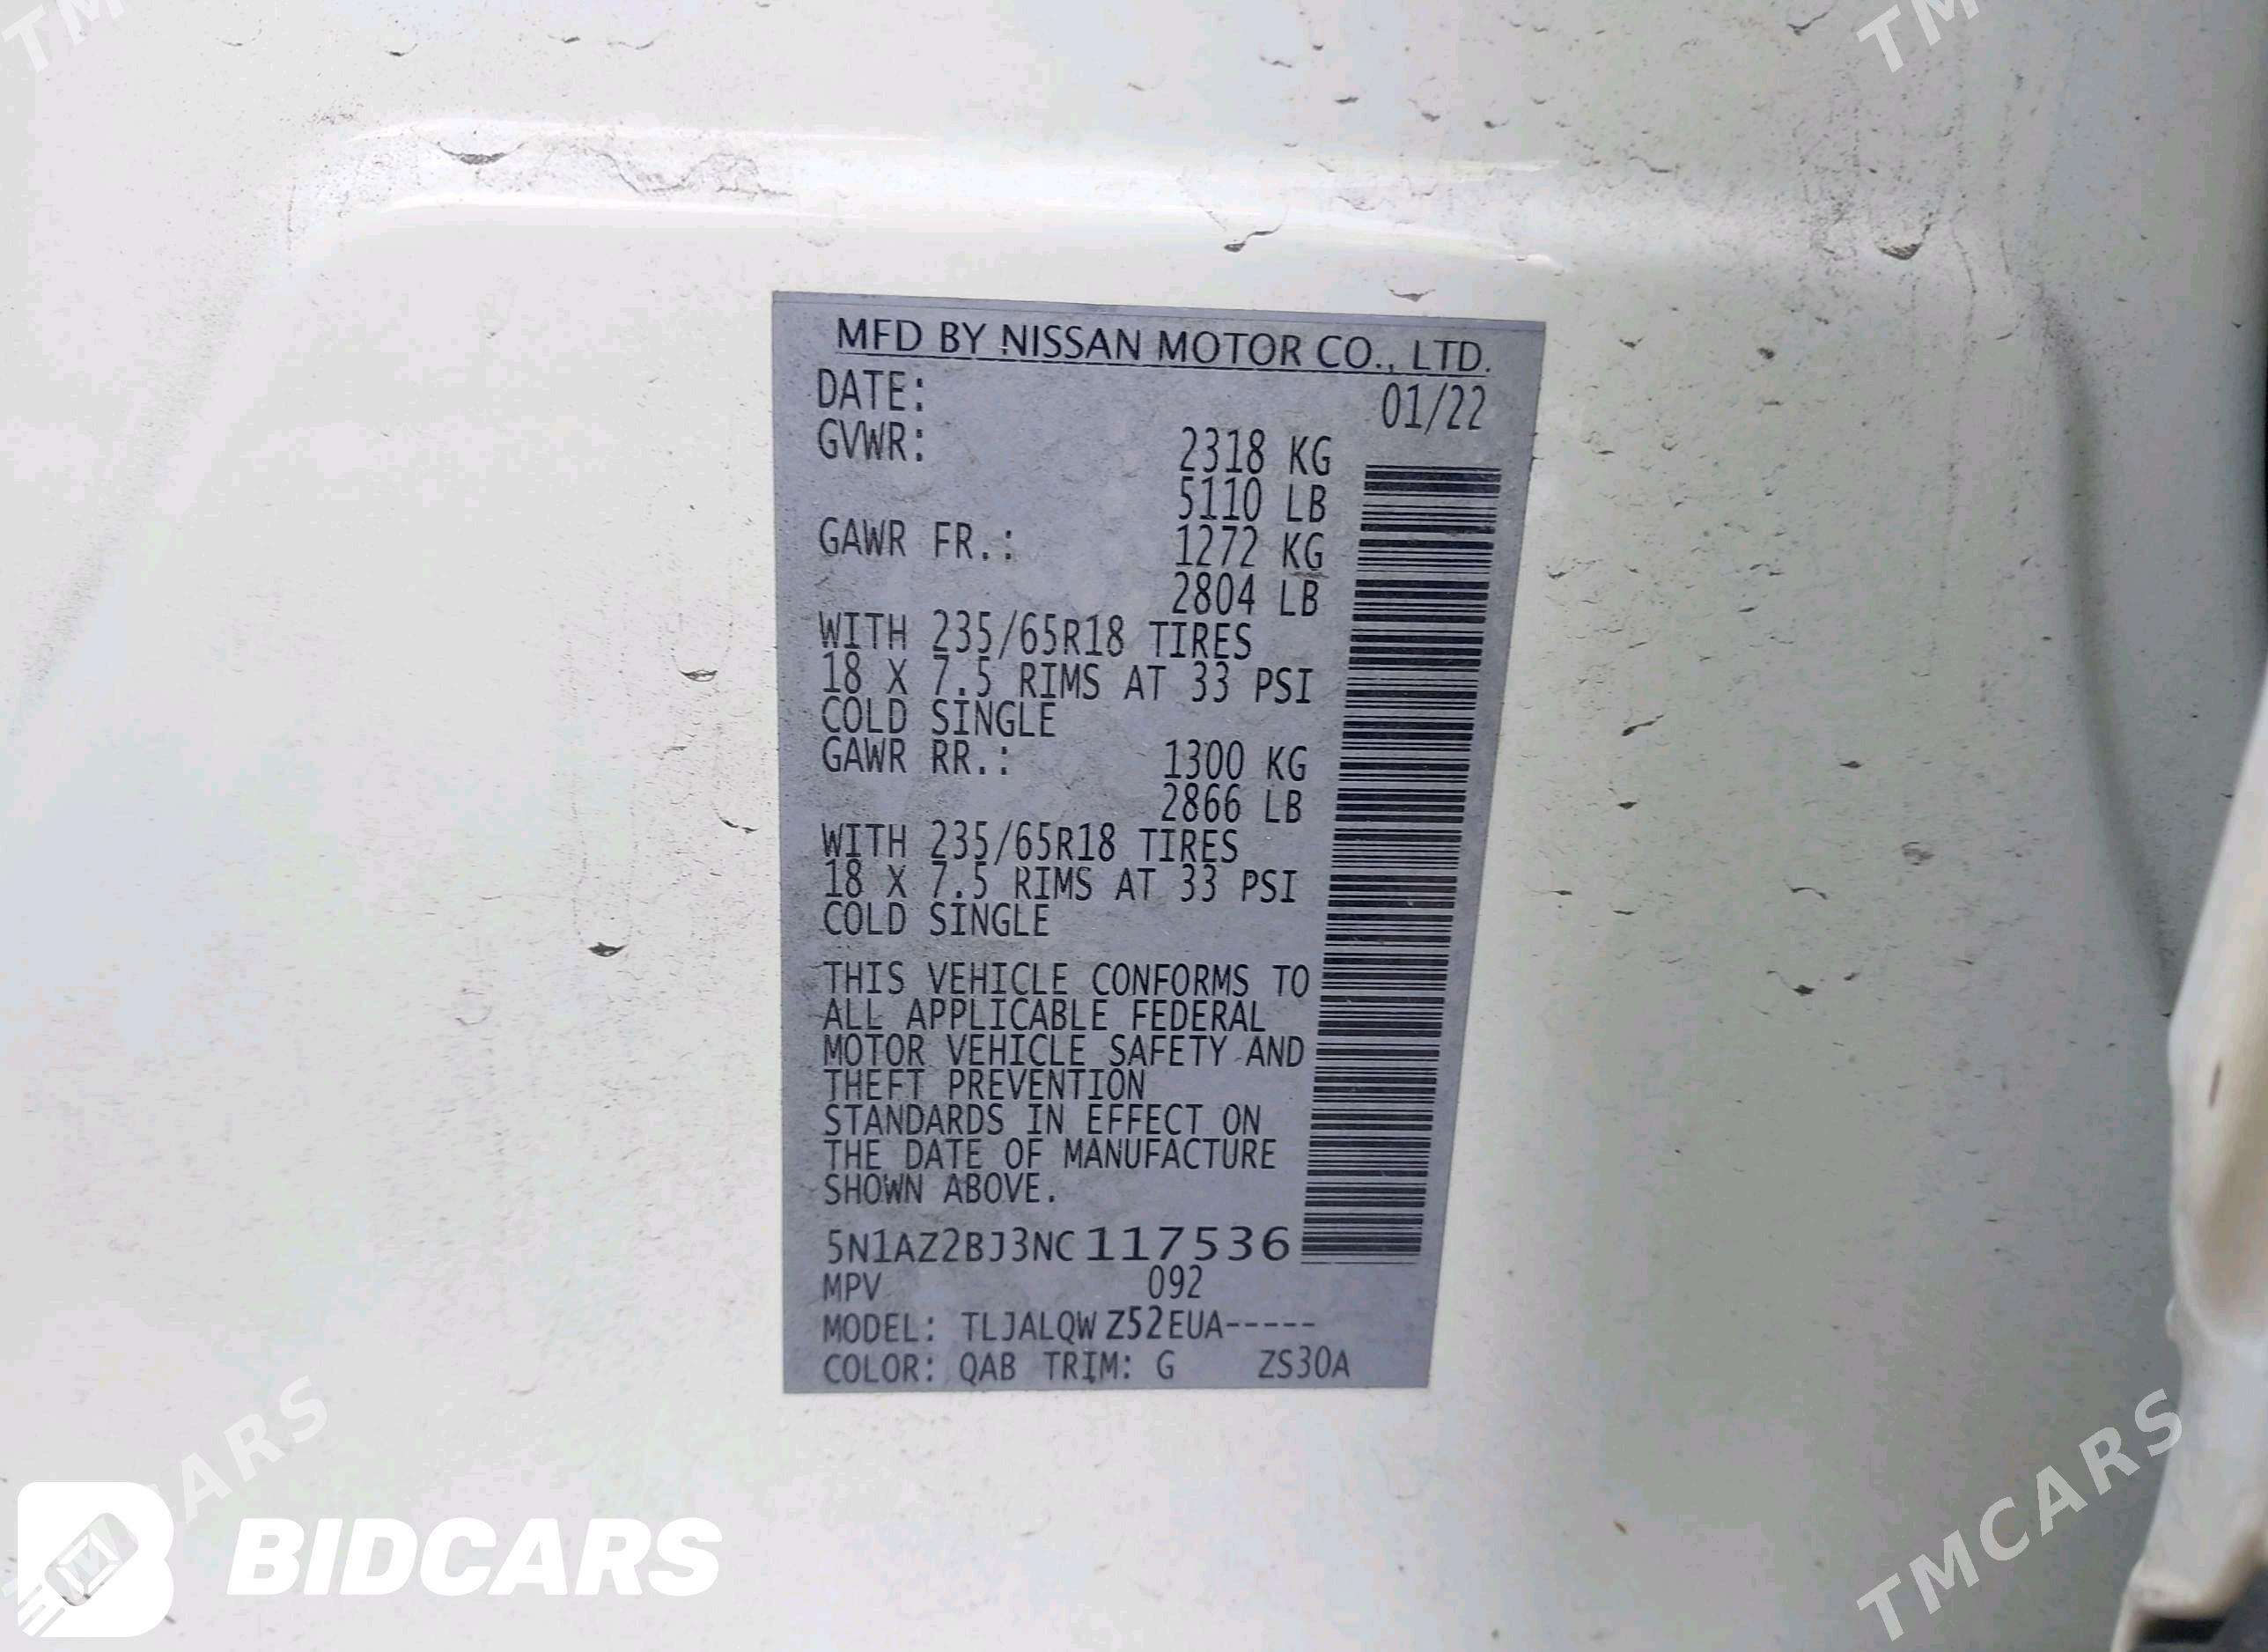 MFD BY NISSAN MOTOR CO., LTD.
DATE: 01/22
GVWR: 2318 KG
5110 LB
GAWR FR.: 1272 KG
2804 LB
WITH 235/65R18 TIRES
18 X 7.5 RIMS AT 33 PSI
COLD SINGLE
GAWR RR.: 1300 KG
2866 LB
WITH 235/65R18 TIRES
18 X 7.5 RIMS AT 33 PSI
COLD SINGLE
THIS VEHICLE CONFORMS TO
ALL APPLICABLE FEDERAL
MOTOR VEHICLE SAFETY AND
THEFT PREVENTION
STANDARDS IN EFFECT ON
THE DATE OF MANUFACTURE
SHOWN ABOVE.
5N1AZ2BJ3NC117536
MPV 092
MODEL: TLJALQWZ52EUA-----
COLOR: QAB TRIM: G ZS30A
BIDCARS
TMCARS